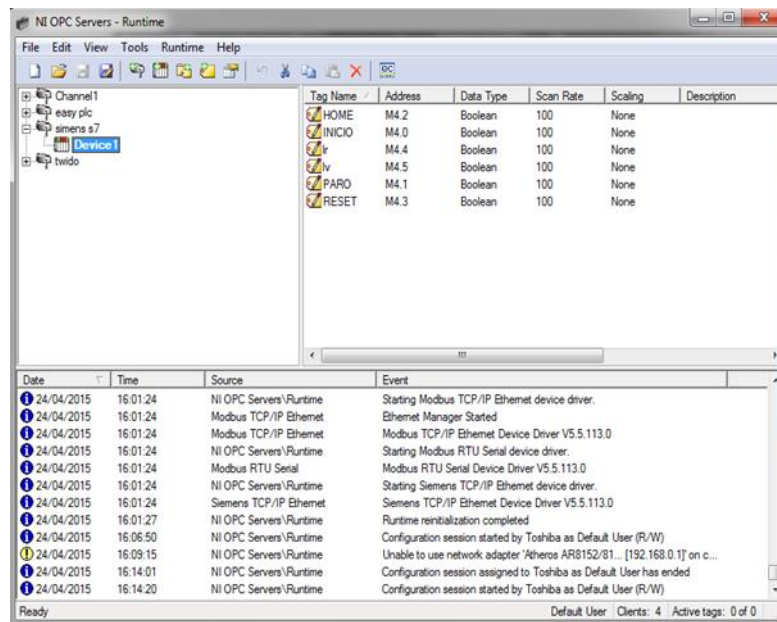 NI OPC Servers - Runtime
File Edit View Tools Runtime Help
Channel1
easy plc
simens s7
Device1
twido
Tag Name Address Data Type Scan Rate Scaling Description
HOME M4.2 Boolean 100 None
INICIO M4.0 Boolean 100 None
lr M4.4 Boolean 100 None
lv M4.5 Boolean 100 None
PARO M4.1 Boolean 100 None
RESET M4.3 Boolean 100 None
Date Time Source Event
24/04/2015 16:01:24 NI OPC Servers\Runtime Starting Modbus TCP/IP Ethernet device driver.
24/04/2015 16:01:24 Modbus TCP/IP Ethernet Ethernet Manager Started
24/04/2015 16:01:24 Modbus TCP/IP Ethernet Modbus TCP/IP Ethernet Device Driver V5.5.113.0
24/04/2015 16:01:24 NI OPC Servers\Runtime Starting Modbus RTU Serial device driver.
24/04/2015 16:01:24 Modbus RTU Serial Modbus RTU Serial Device Driver V5.5.113.0
24/04/2015 16:01:24 NI OPC Servers\Runtime Starting Siemens TCP/IP Ethernet device driver.
24/04/2015 16:01:24 Siemens TCP/IP Ethernet Siemens TCP/IP Ethernet Device Driver V5.5.113.0
24/04/2015 16:01:27 NI OPC Servers\Runtime Runtime reinitialization completed
24/04/2015 16:06:50 NI OPC Servers\Runtime Configuration session started by Toshiba as Default User (R/W)
24/04/2015 16:09:15 NI OPC Servers\Runtime Unable to use network adapter 'Atheros AR8152/81... [192.168.0.1]' on c...
24/04/2015 16:14:01 NI OPC Servers\Runtime Configuration session assigned to Toshiba as Default User has ended
24/04/2015 16:14:20 NI OPC Servers\Runtime Configuration session started by Toshiba as Default User (R/W)
Ready Default User Clients: 4 Active tags: 0 of 0